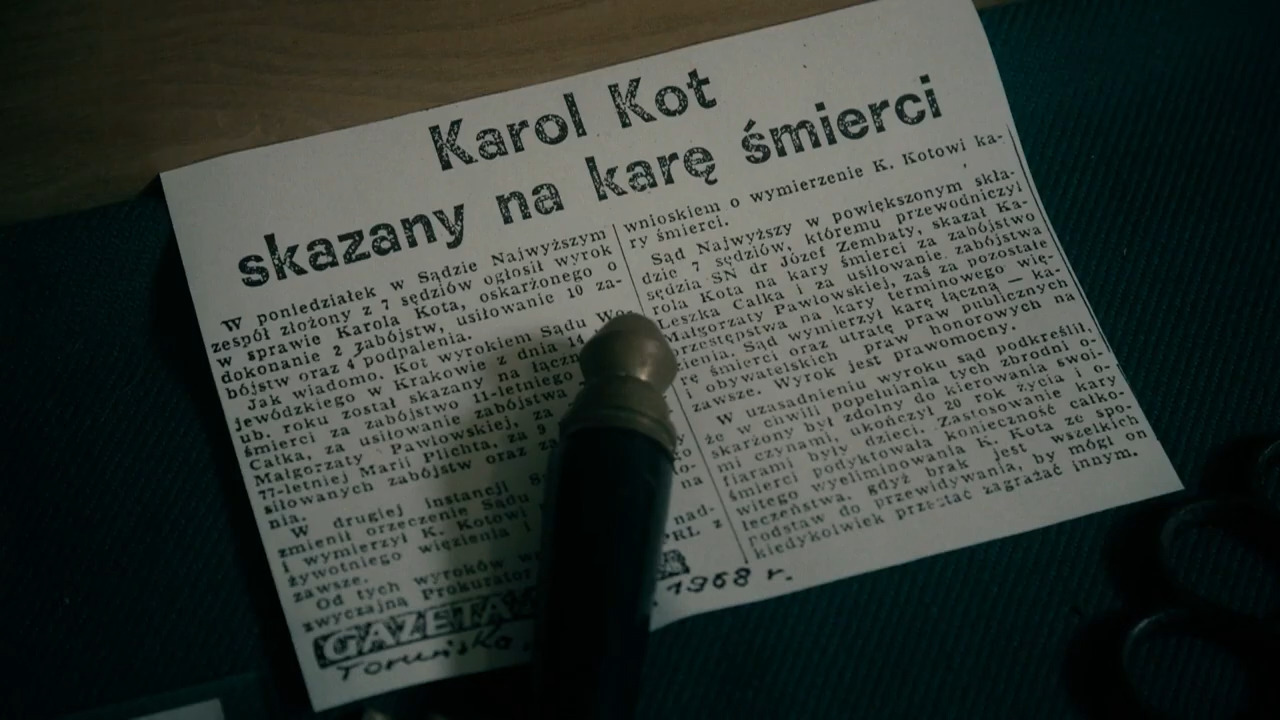 Karol Kot
skazany na karę śmierci
W poniedziałek w Sądzie Najwyższym
zespół złożony z 7 sędziów ogłosił wyrok
w sprawie Karola Kota, oskarżonego o
dokonanie 2 zabójstw, usiłowanie 10 za-
bójstw oraz 4 podpalenia.
Jak wiadomo, Kot wyrokiem Sądu Wo-
jewódzkiego w Krakowie z dnia 14
ub. roku został skazany na łączn
śmierci za zabójstwo 11-letniego
Całka, za usiłowanie zabójstwa
Małgorzaty Pawłowskiej, za
77-letniej Marii Plichta, za 9
siłowanych zabójstw oraz za
nia.
W drugiej instancji
zmienił orzeczenie Sądu
i wymierzył K. Kotowi
żywotniego więzienia
zawsze.
Od tych wyroków
zwyczajną Prokurator PRL z
wnioskiem o wymierzenie K. Kotowi ka-
ry śmierci.
Sąd Najwyższy w powiększonym skła-
dzie 7 sędziów, któremu przewodniczył
sędzia SN dr Józef Zembaty, skazał Ka-
rola Kota na kary śmierci za zabójstwo
Leszka Całka i za usiłowanie zabójstwa
Małgorzaty Pawłowskiej, zaś za pozostałe
przestępstwa na kary terminowego wię-
zienia. Sąd wymierzył karę łączną — ka-
rę śmierci oraz utratę praw publicznych
i obywatelskich praw honorowych na
zawsze. Wyrok jest prawomocny.
W uzasadnieniu wyroku sąd podkreślił,
że w chwili popełniania tych zbrodni o-
skarżony był zdolny do kierowania swoi-
mi czynami, ukończył 20 rok życia i o-
fiarami były dzieci. Zastosowanie kary
śmierci podyktowała konieczność całko-
witego wyeliminowania K. Kota ze spo-
leczeństwa, gdyż brak jest wszelkich
podstaw do przewidywania, by mógł on
kiedykolwiek przestać zagrażać innym.
GAZETA
Toruńska 1968 r.